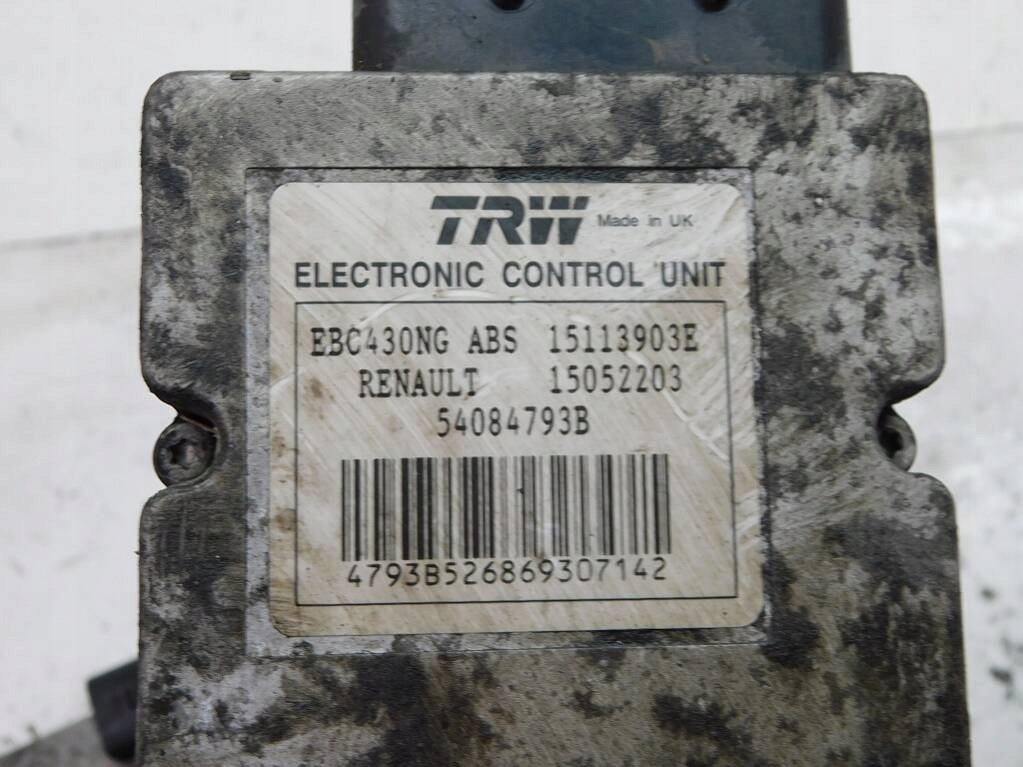 TRW Made in UK
ELECTRONIC CONTROL UNIT
EBC430NG ABS 15113903E
RENAULT 15052203
54084793B
4793B526869307142